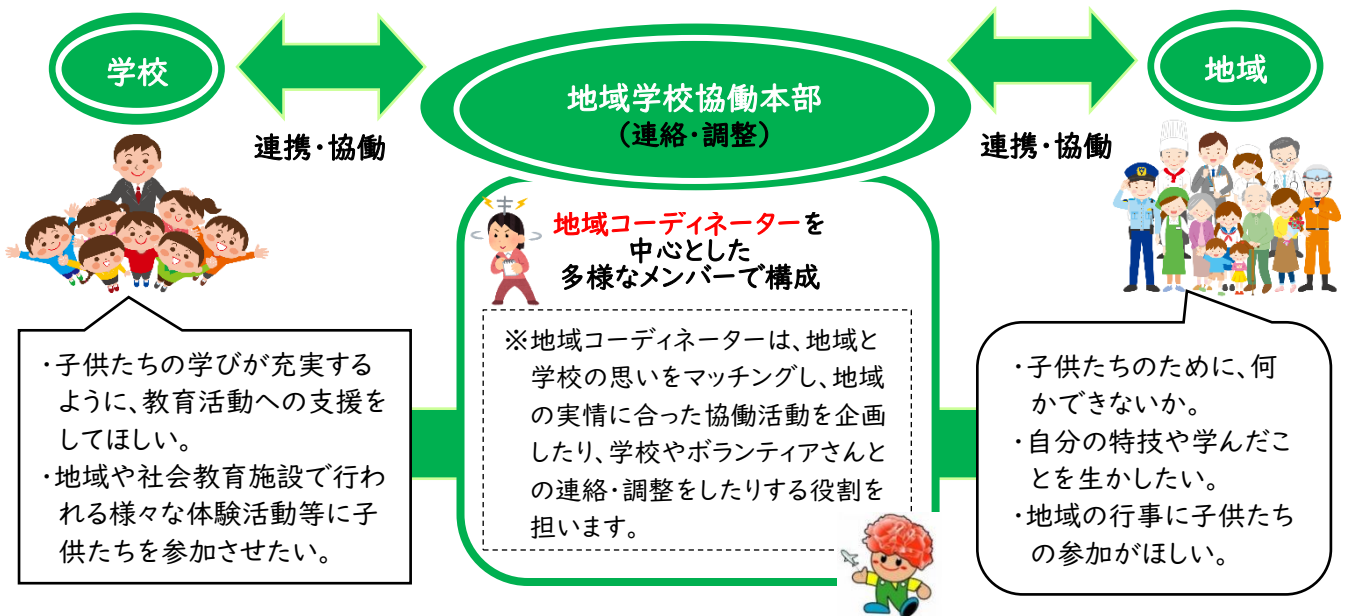 学校
地域学校協働本部
（連絡・調整）
地域
連携・協働
連携・協働
地域コーディネーターを
中心とした
多様なメンバーで構成
・子供たちの学びが充実する
ように、教育活動への支援を
してほしい。
・地域や社会教育施設で行わ
れる様々な体験活動等に子
供たちを参加させたい。
※地域コーディネーターは、地域と
学校の思いをマッチングし、地域
の実情に合った協働活動を企画
したり、学校やボランティアさんと
の連絡・調整をしたりする役割を
担います。
・子供たちのために、何
かできないか。
・自分の特技や学んだこ
とを生かしたい。
・地域の行事に子供たち
の参加がほしい。